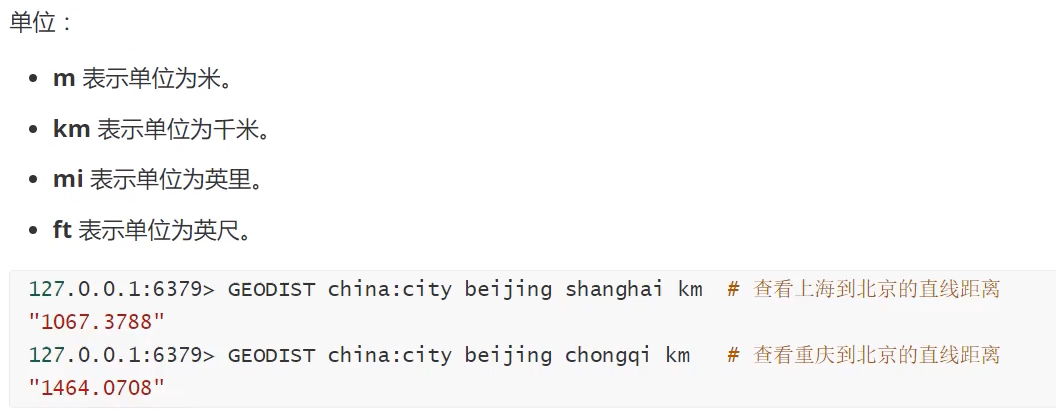 单位：
m 表示单位为米。
km 表示单位为千米。
mi 表示单位为英里。
ft 表示单位为英尺。
127.0.0.1:6379> GEODIST china:city beijing shanghai km  # 查看上海到北京的直线距离
"1067.3788"
127.0.0.1:6379> GEODIST china:city beijing chongqi km   # 查看重庆到北京的直线距离
"1464.0708"